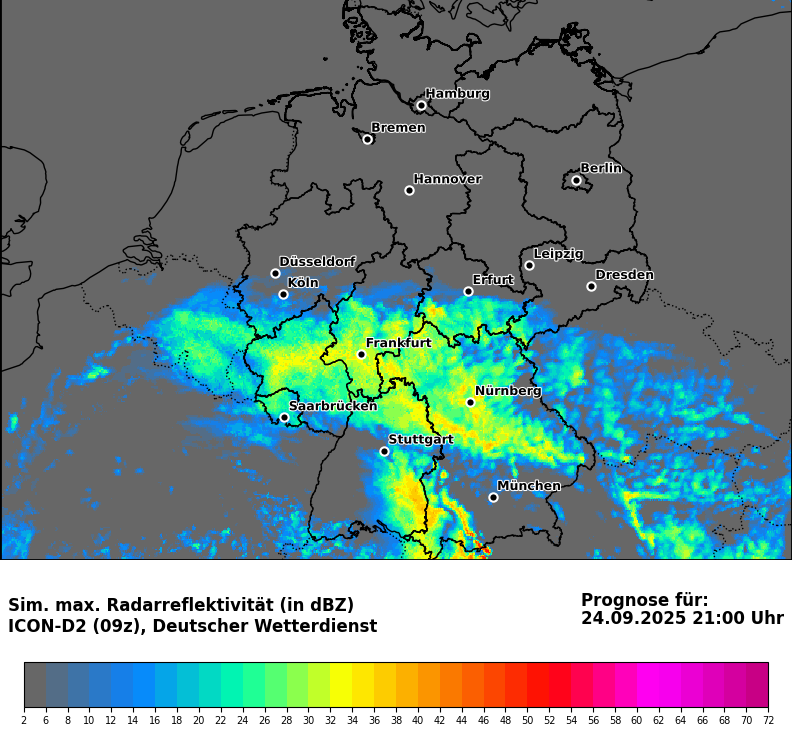 Hamburg
Bremen
Berlin
Hannover
Leipzig
Düsseldorf
Dresden
Erfurt
Köln
Frankfurt
Nürnberg
Saarbrücken
Stuttgart
München
Sim. max. Radarreflektivität (in dBZ)
ICON-D2 (09z), Deutscher Wetterdienst
Prognose für:
24.09.2025 21:00 Uhr
2 6 8 10 12 14 16 18 20 22 24 26 28 30 32 34 36 38 40 42 44 46 48 50 52 54 56 58 60 62 64 66 68 70 72